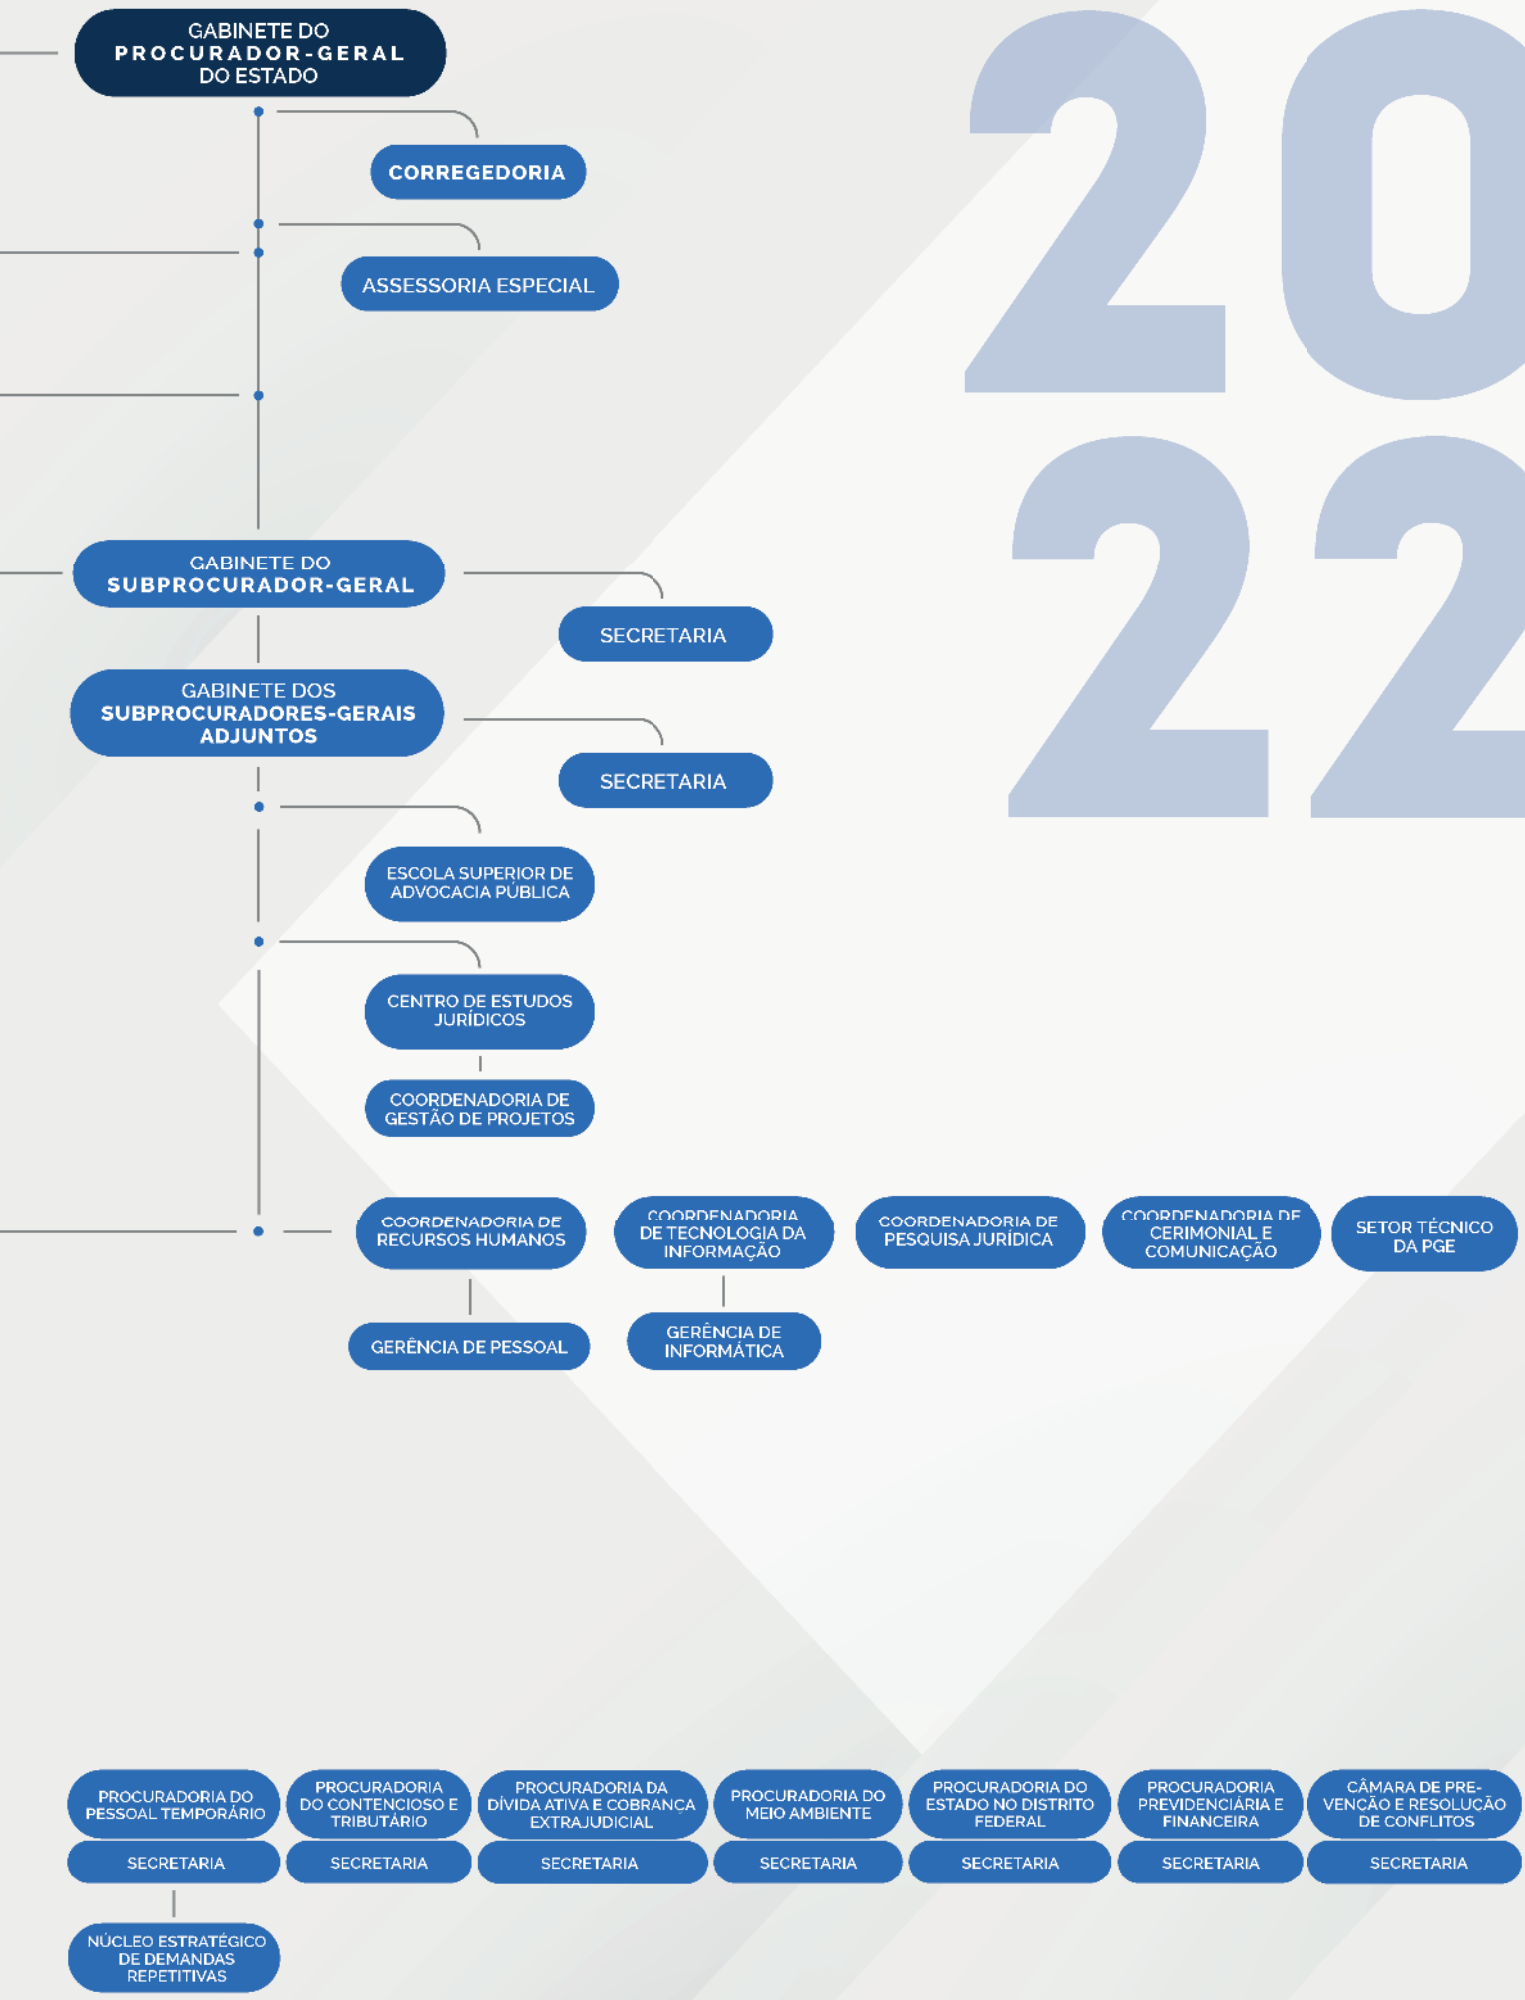 GABINETE DO
PROCURADOR-GERAL
DO ESTADO
20
CORREGEDORIA
ASSESSORIA ESPECIAL
22
GABINETE DO
SUBPROCURADOR-GERAL
SECRETARIA
GABINETE DOS
SUBPROCURADORES-GERAIS
ADJUNTOS
SECRETARIA
ESCOLA SUPERIOR DE
ADVOCACIA PÚBLICA
CENTRO DE ESTUDOS
JURÍDICOS
COORDENADORIA DE
GESTÃO DE PROJETOS
COORDENADORIA DE
RECURSOS HUMANOS
COORDENADORIA
DE TECNOLOGIA DA
INFORMAÇÃO
COORDENADORIA DE
PESQUISA JURÍDICA
COORDENADORIA DE
CERIMONIAL E
COMUNICAÇÃO
SETOR TÉCNICO
DA PGE
GERÊNCIA DE PESSOAL
GERÊNCIA DE
INFORMÁTICA
PROCURADORIA DO
PESSOAL TEMPORÁRIO
PROCURADORIA
DO CONTENCIOSO E
TRIBUTÁRIO
PROCURADORIA DA
DÍVIDA ATIVA E COBRANÇA
EXTRAJUDICIAL
PROCURADORIA DO
MEIO AMBIENTE
PROCURADORIA DO
ESTADO NO DISTRITO
FEDERAL
PROCURADORIA
PREVIDENCIÁRIA E
FINANCEIRA
CÂMARA DE PRE-
VENÇÃO E RESOLUÇÃO
DE CONFLITOS
SECRETARIA
SECRETARIA
SECRETARIA
SECRETARIA
SECRETARIA
SECRETARIA
SECRETARIA
NÚCLEO ESTRATÉGICO
DE DEMANDAS
REPETITIVAS